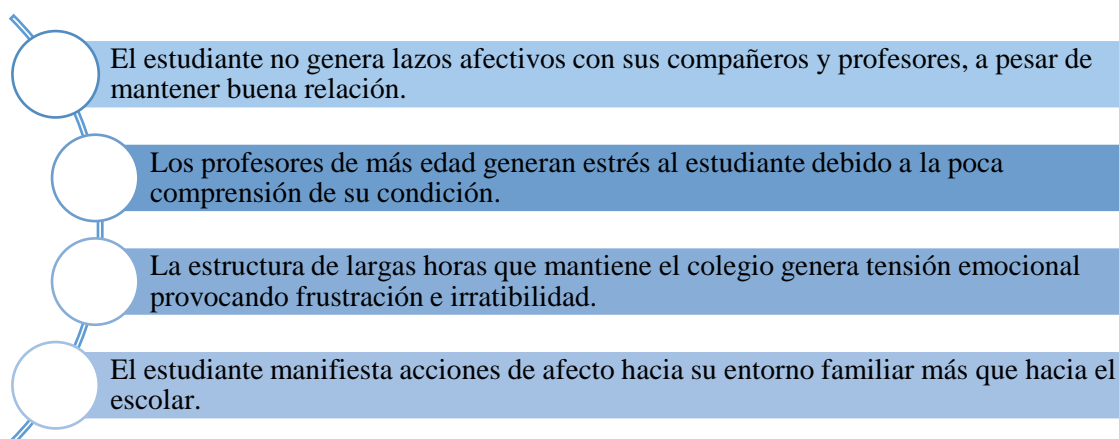 El estudiante no genera lazos afectivos con sus compañeros y profesores, a pesar de
mantener buena relación.
Los profesores de más edad generan estrés al estudiante debido a la poca
comprensión de su condición.
La estructura de largas horas que mantiene el colegio genera tensión emocional
provocando frustración e irratibilidad.
El estudiante manifiesta acciones de afecto hacia su entorno familiar más que hacia el
escolar.